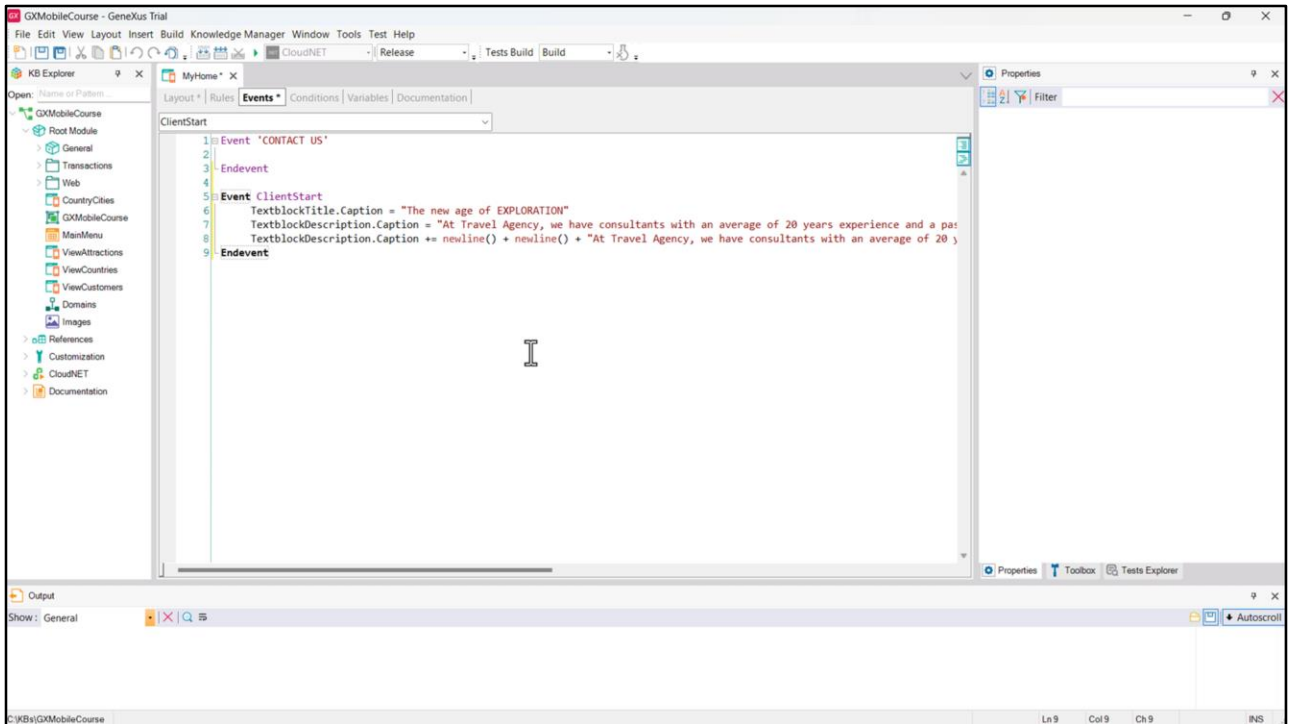 GX GXMobileCourse - GeneXus Trial
File Edit View Layout Insert Build Knowledge Manager Window Tools Test Help
CloudNET Release Tests Build Build
KB Explorer
Open: Name or Pattern...
GXMobileCourse
Root Module
General
Transactions
Web
CountryCities
GXMobileCourse
MainMenu
ViewAttractions
ViewCountries
ViewCustomers
Domains
Images
References
Customization
CloudNET
Documentation
MyHome*
Layout * Rules Events * Conditions Variables Documentation
ClientStart
1 Event 'CONTACT US'
2
3 Endevent
4
5 Event ClientStart
6 TextblockTitle.Caption = "The new age of EXPLORATION"
7 TextblockDescription.Caption = "At Travel Agency, we have consultants with an average of 20 years experience and a pas
8 TextblockDescription.Caption += newline() + newline() + "At Travel Agency, we have consultants with an average of 20 y
9 Endevent
Properties
Filter
Properties Toolbox Tests Explorer
Output
Show: General
Autoscroll
C:\KBs\GXMobileCourse Ln 9 Col 9 Ch 9 INS